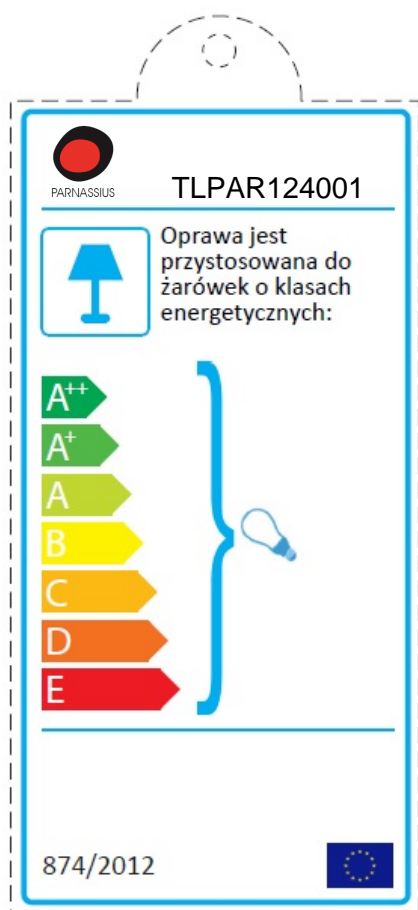 PARNASSIUS
TLPAR124001
Oprawa jest
przystosowana do
żarówek o klasach
energetycznych:
A++
A+
A
B
C
D
E
874/2012